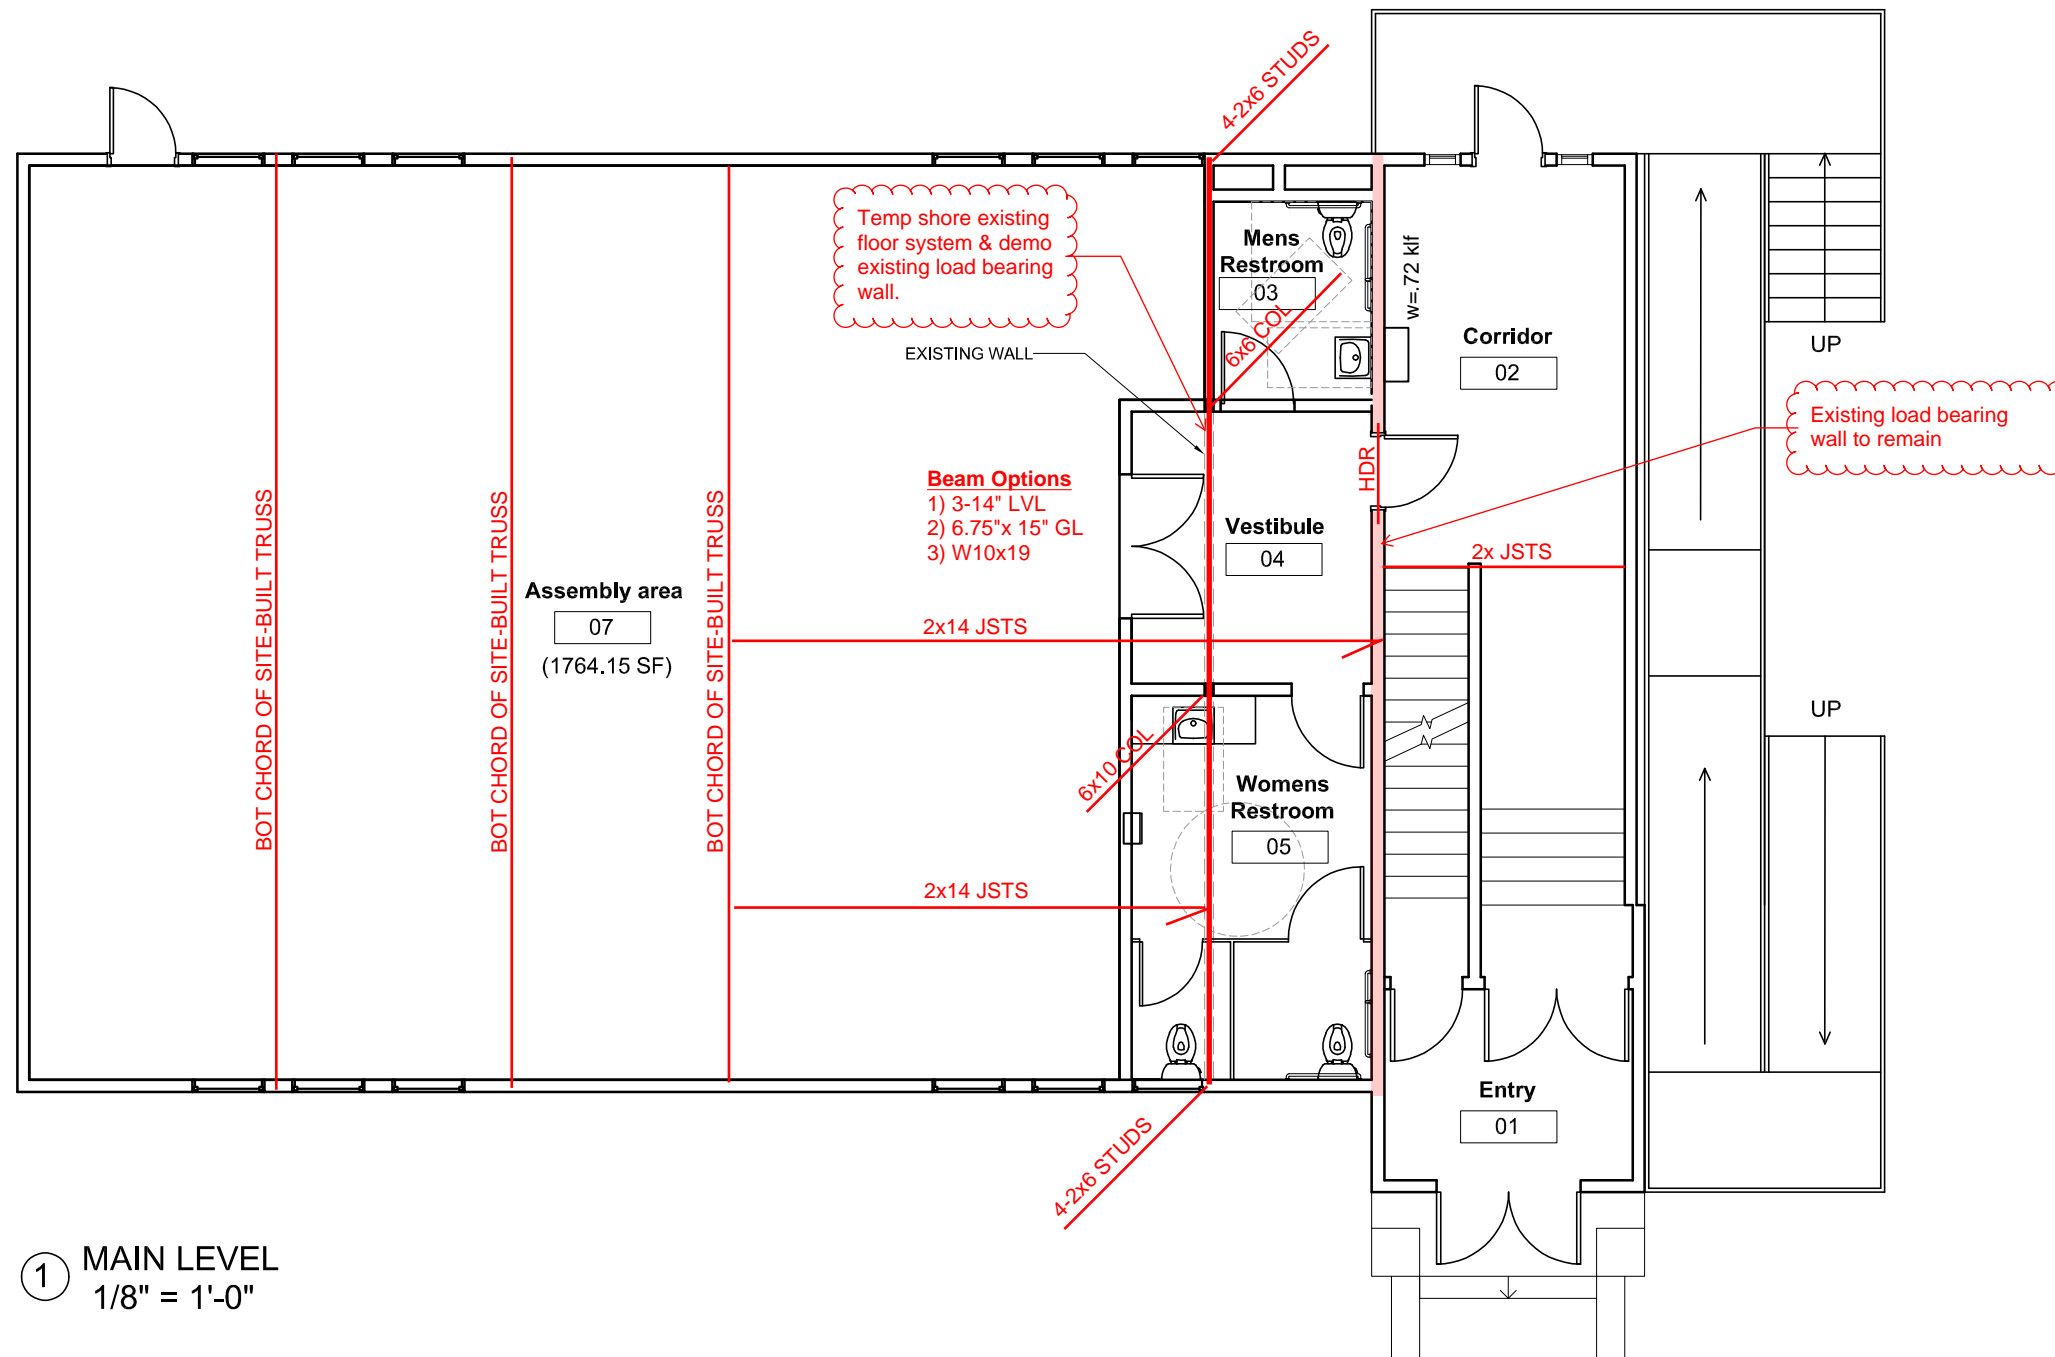 4-2x6 STUDS
Temp shore existing
floor system & demo
existing load bearing
wall.
EXISTING WALL
Mens
Restroom
03
6x6 COL
w=.72 klf
Corridor
02
UP
Existing load bearing
wall to remain
HDR
Beam Options
1) 3-14" LVL
2) 6.75"x 15" GL
3) W10x19
Vestibule
04
2x JSTS
BOT CHORD OF SITE-BUILT TRUSS
BOT CHORD OF SITE-BUILT TRUSS
BOT CHORD OF SITE-BUILT TRUSS
Assembly area
07
(1764.15 SF)
2x14 JSTS
UP
6x10 COL
Womens
Restroom
05
2x14 JSTS
Entry
01
4-2x6 STUDS
1
MAIN LEVEL
1/8" = 1'-0"